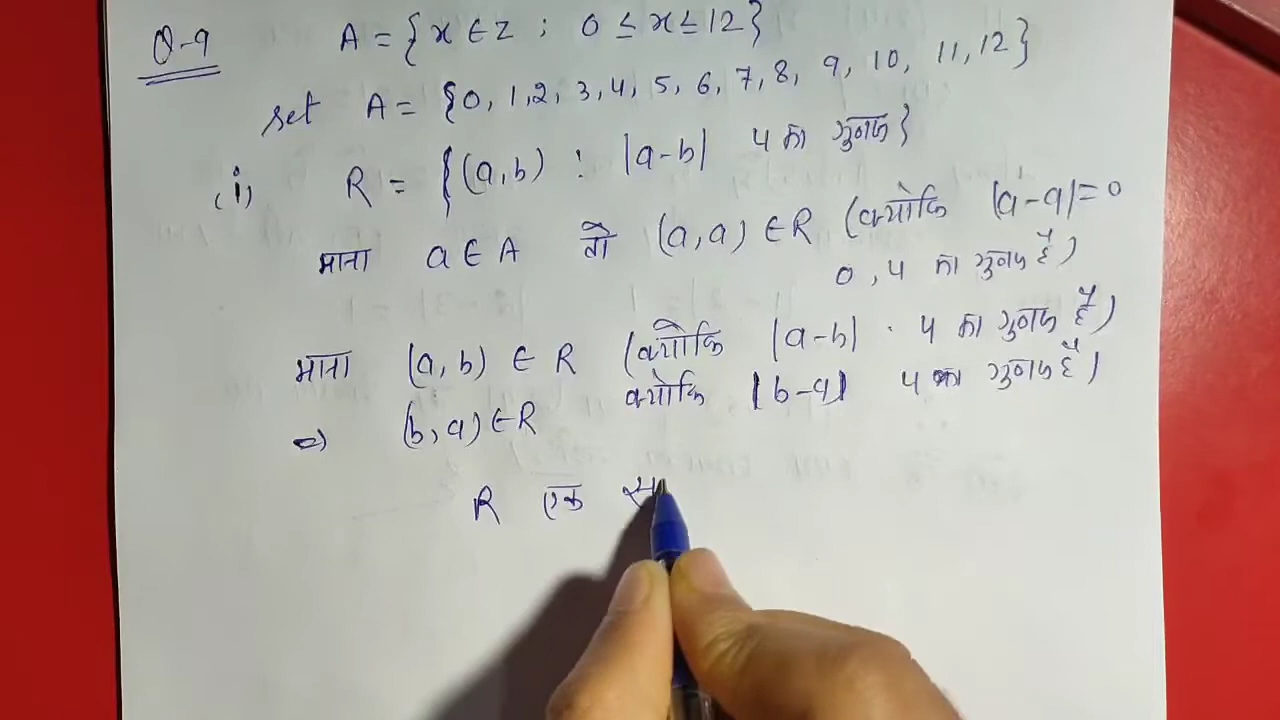 Q-9 A = {x ∈ Z ; 0 ≤ x ≤ 12}
set A = {0, 1, 2, 3, 4, 5, 6, 7, 8, 9, 10, 11, 12}
(i) R = {(a, b) : |a-b| 4 का गुणज}
माना a ∈ A तो (a, a) ∈ R (क्योंकि |a-a| = 0
0, 4 का गुणज है)
माना (a, b) ∈ R (क्योंकि |a-b| 4 का गुणज है)
⇒ (b, a) ∈ R क्योंकि |b-a| 4 का गुणज है)
R एक स